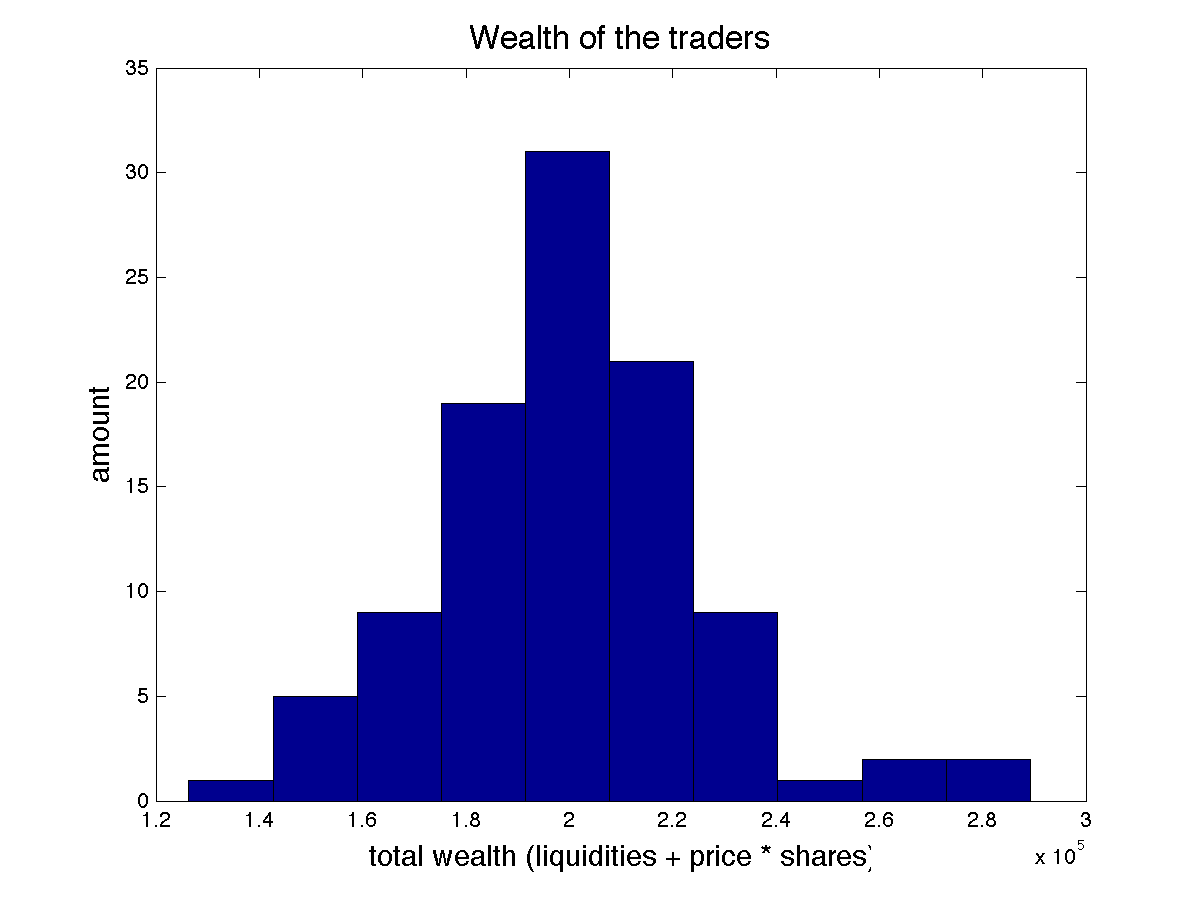 Wealth of the traders
35
30
25
20
15
10
5
0
amount
1.2 1.4 1.6 1.8 2 2.2 2.4 2.6 2.8 3
total wealth (liquidities + price * shares)
x 10^5